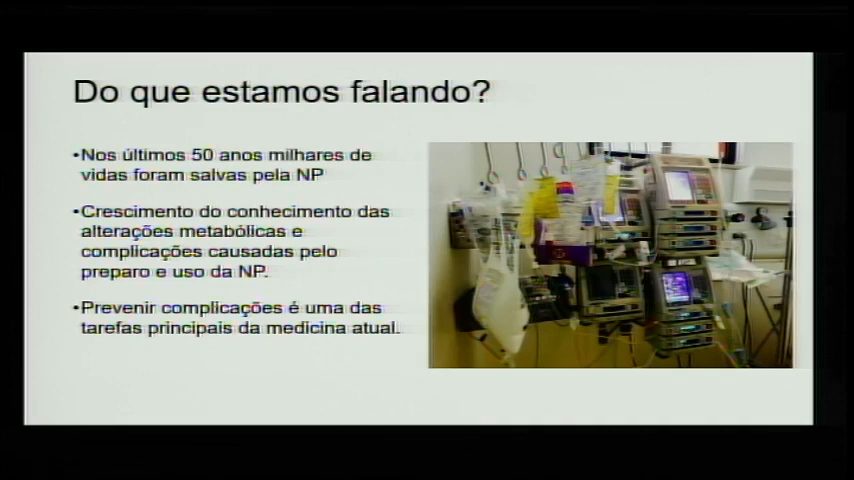 Do que estamos falando?
•Nos últimos 50 anos milhares de
vidas foram salvas pela NP
•Crescimento do conhecimento das
alterações metabólicas e
complicações causadas pelo
preparo e uso da NP.
•Prevenir complicações é uma das
tarefas principais da medicina atual.